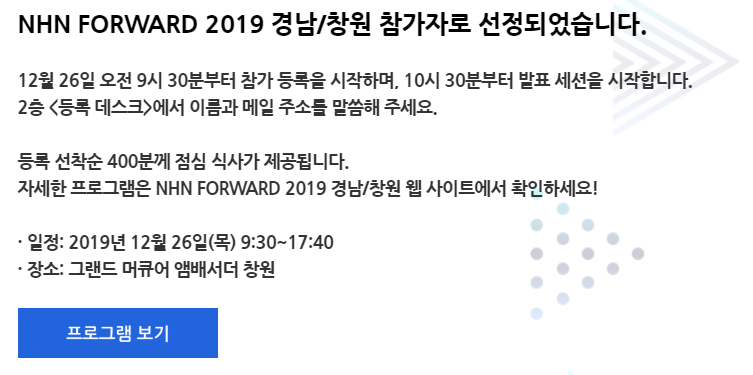 NHN FORWARD 2019 경남/창원 참가자로 선정되었습니다.
12월 26일 오전 9시 30분부터 참가 등록을 시작하며, 10시 30분부터 발표 세션을 시작합니다.
2층 <등록 데스크>에서 이름과 메일 주소를 말씀해 주세요.
등록 선착순 400분께 점심 식사가 제공됩니다.
자세한 프로그램은 NHN FORWARD 2019 경남/창원 웹 사이트에서 확인하세요!
· 일정: 2019년 12월 26일(목) 9:30~17:40
· 장소: 그랜드 머큐어 앰배서더 창원
프로그램 보기